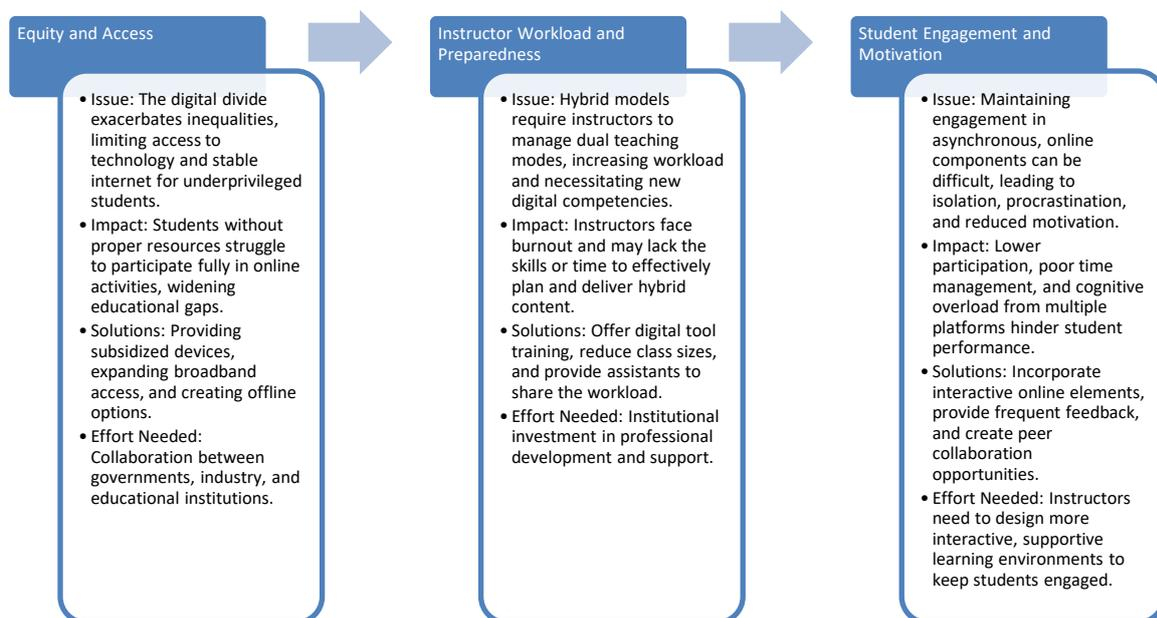 Equity and Access
• Issue: The digital divide
exacerbates inequalities,
limiting access to
technology and stable
internet for underprivileged
students.
• Impact: Students without
proper resources struggle
to participate fully in online
activities, widening
educational gaps.
• Solutions: Providing
subsidized devices,
expanding broadband
access, and creating offline
options.
• Effort Needed:
Collaboration between
governments, industry, and
educational institutions.
Instructor Workload and
Preparedness
• Issue: Hybrid models
require instructors to
manage dual teaching
modes, increasing workload
and necessitating new
digital competencies.
• Impact: Instructors face
burnout and may lack the
skills or time to effectively
plan and deliver hybrid
content.
• Solutions: Offer digital tool
training, reduce class sizes,
and provide assistants to
share the workload.
• Effort Needed: Institutional
investment in professional
development and support.
Student Engagement and
Motivation
• Issue: Maintaining
engagement in
asynchronous, online
components can be
difficult, leading to
isolation, procrastination,
and reduced motivation.
• Impact: Lower
participation, poor time
management, and cognitive
overload from multiple
platforms hinder student
performance.
• Solutions: Incorporate
interactive online elements,
provide frequent feedback,
and create peer
collaboration
opportunities.
• Effort Needed: Instructors
need to design more
interactive, supportive
learning environments to
keep students engaged.